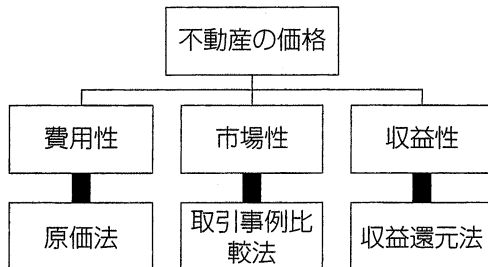 不動産の価格
費用性
市場性
収益性
原価法
取引事例比
較法
収益還元法